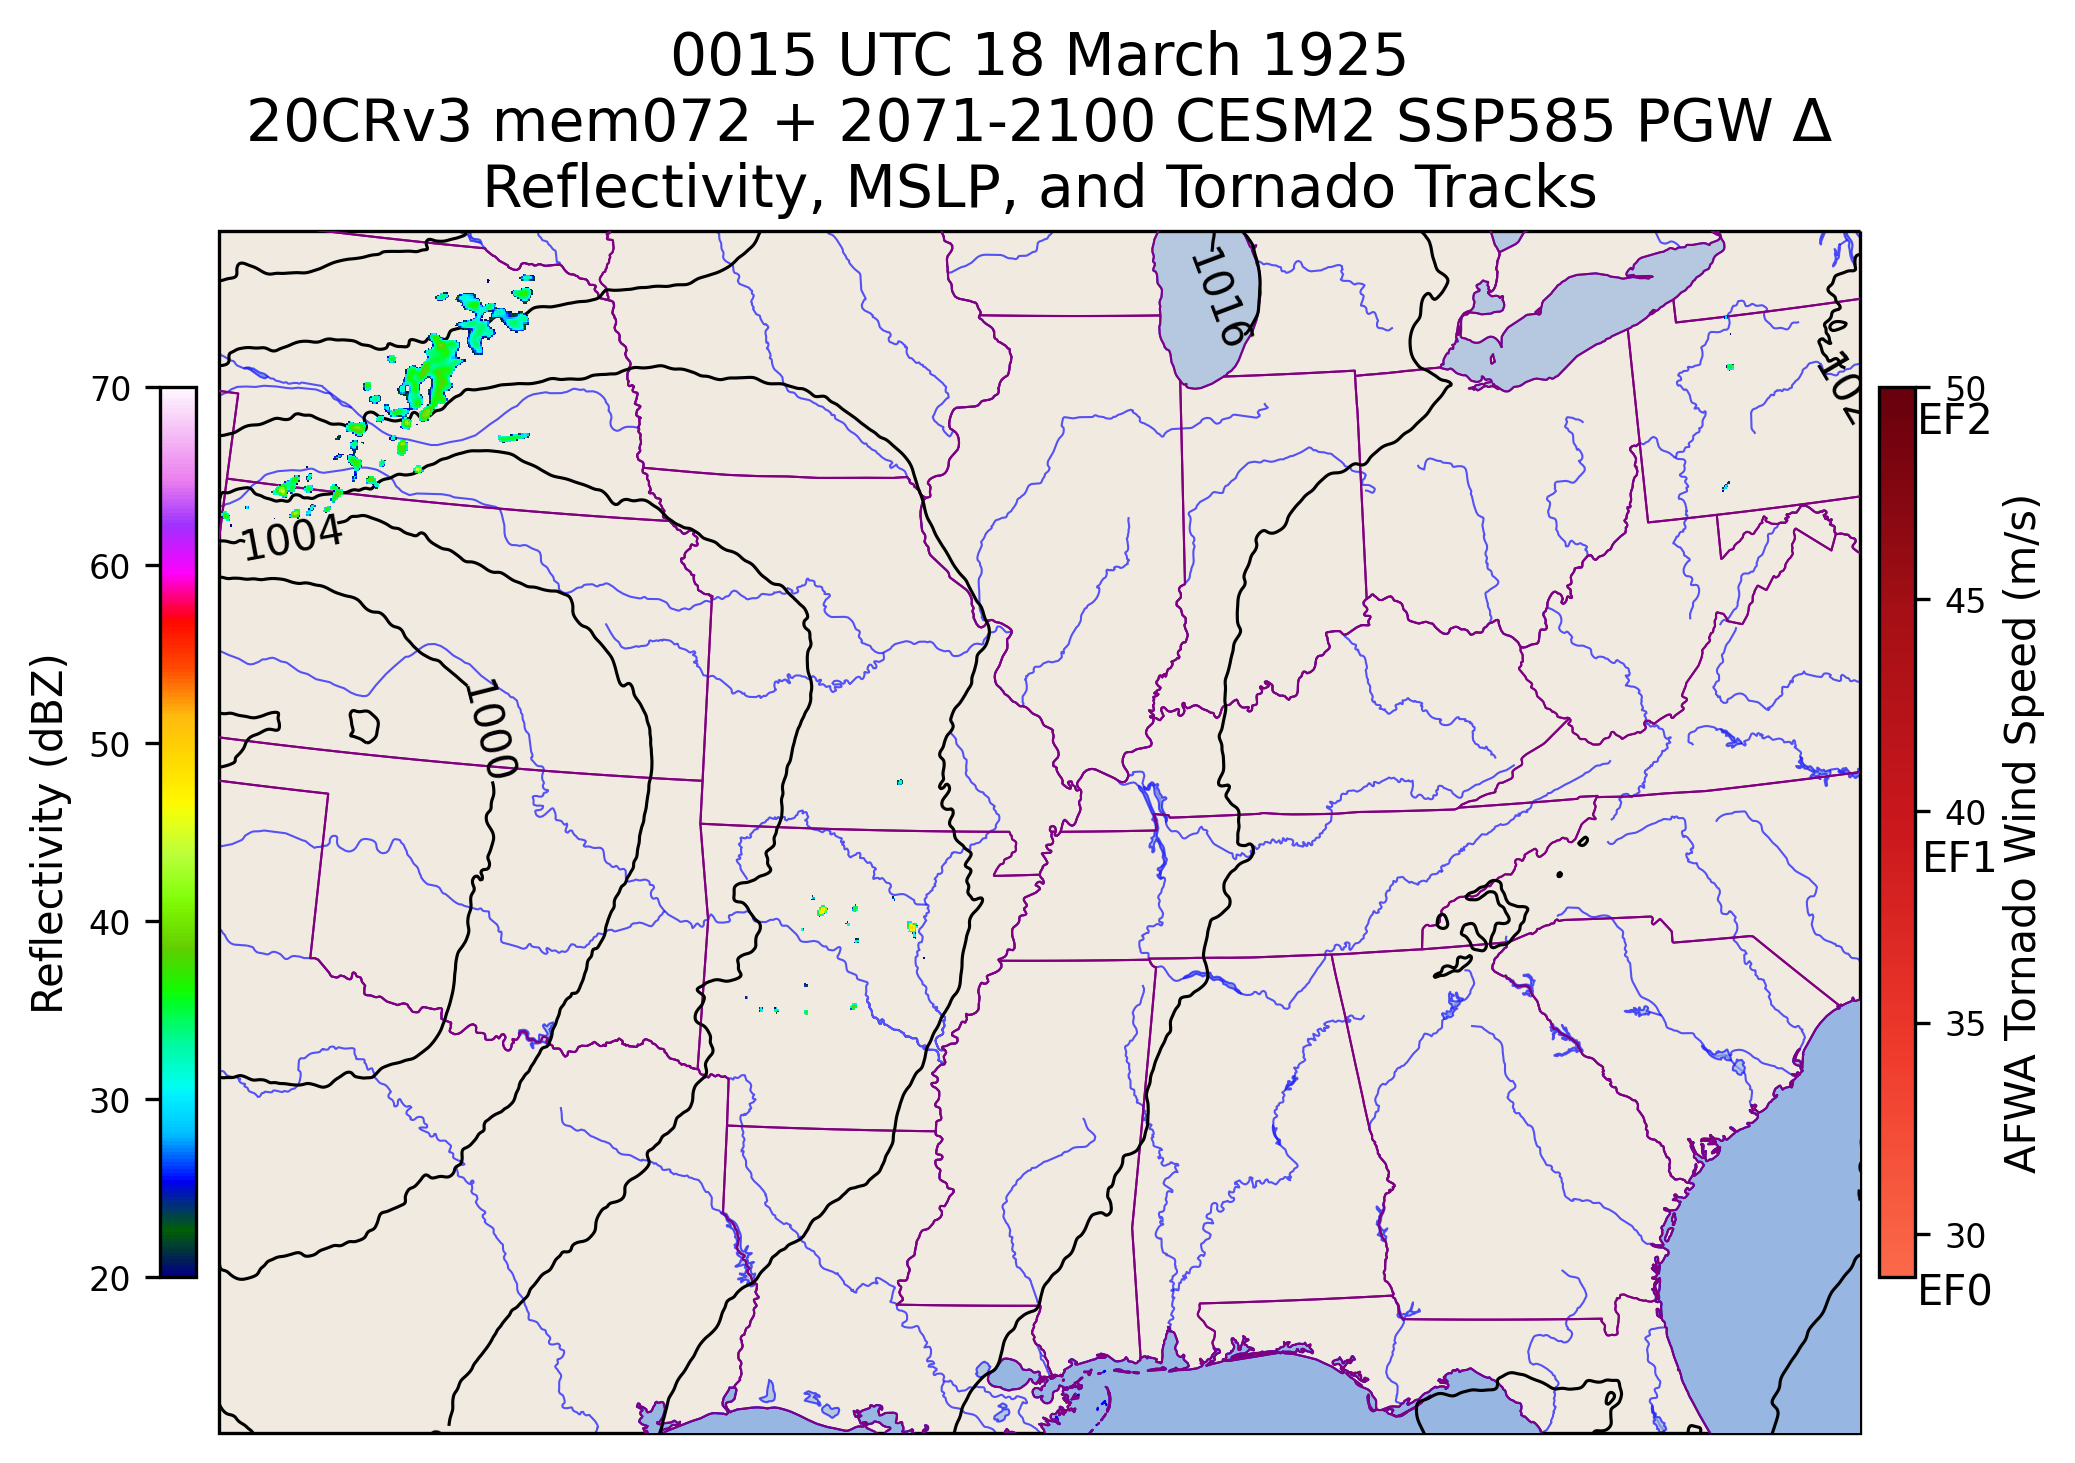 0015 UTC 18 March 1925
20CRv3 mem072 + 2071-2100 CESM2 SSP585 PGW Δ
Reflectivity, MSLP, and Tornado Tracks
70
60
50
40
30
20
Reflectivity (dBZ)
1016
102
1004
1000
50
EF2
45
40
EF1
35
30
EF0
AFWA Tornado Wind Speed (m/s)